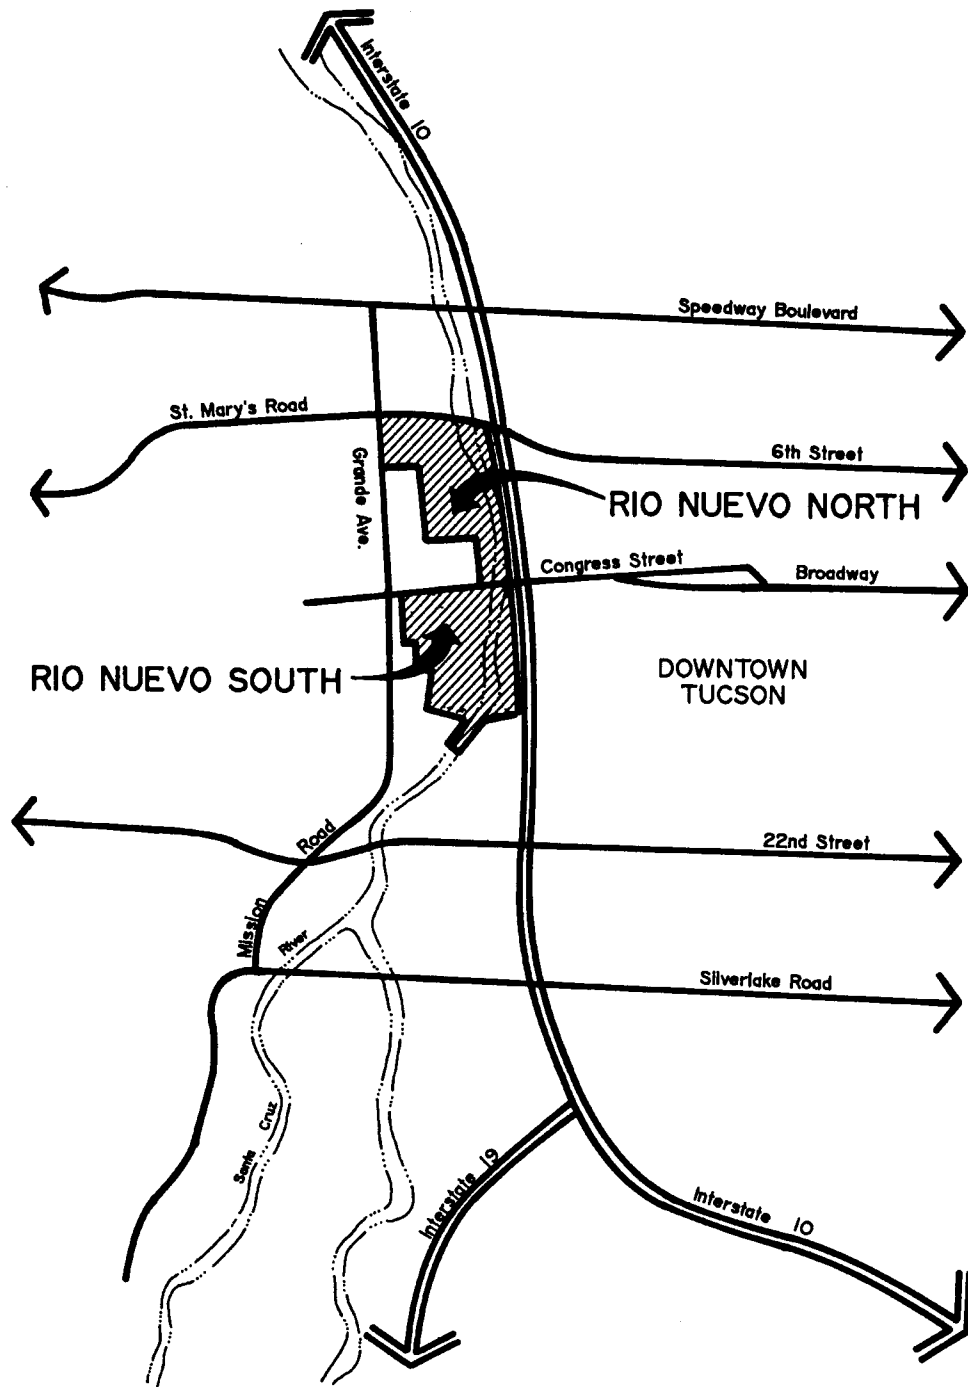 Interstate 10
Speedway Boulevard
St. Mary's Road
6th Street
Grande Ave.
RIO NUEVO NORTH
Congress Street
Broadway
RIO NUEVO SOUTH
DOWNTOWN
TUCSON
22nd Street
Mission Road
River
Silverlake Road
Santa Cruz
Interstate 19
Interstate 10